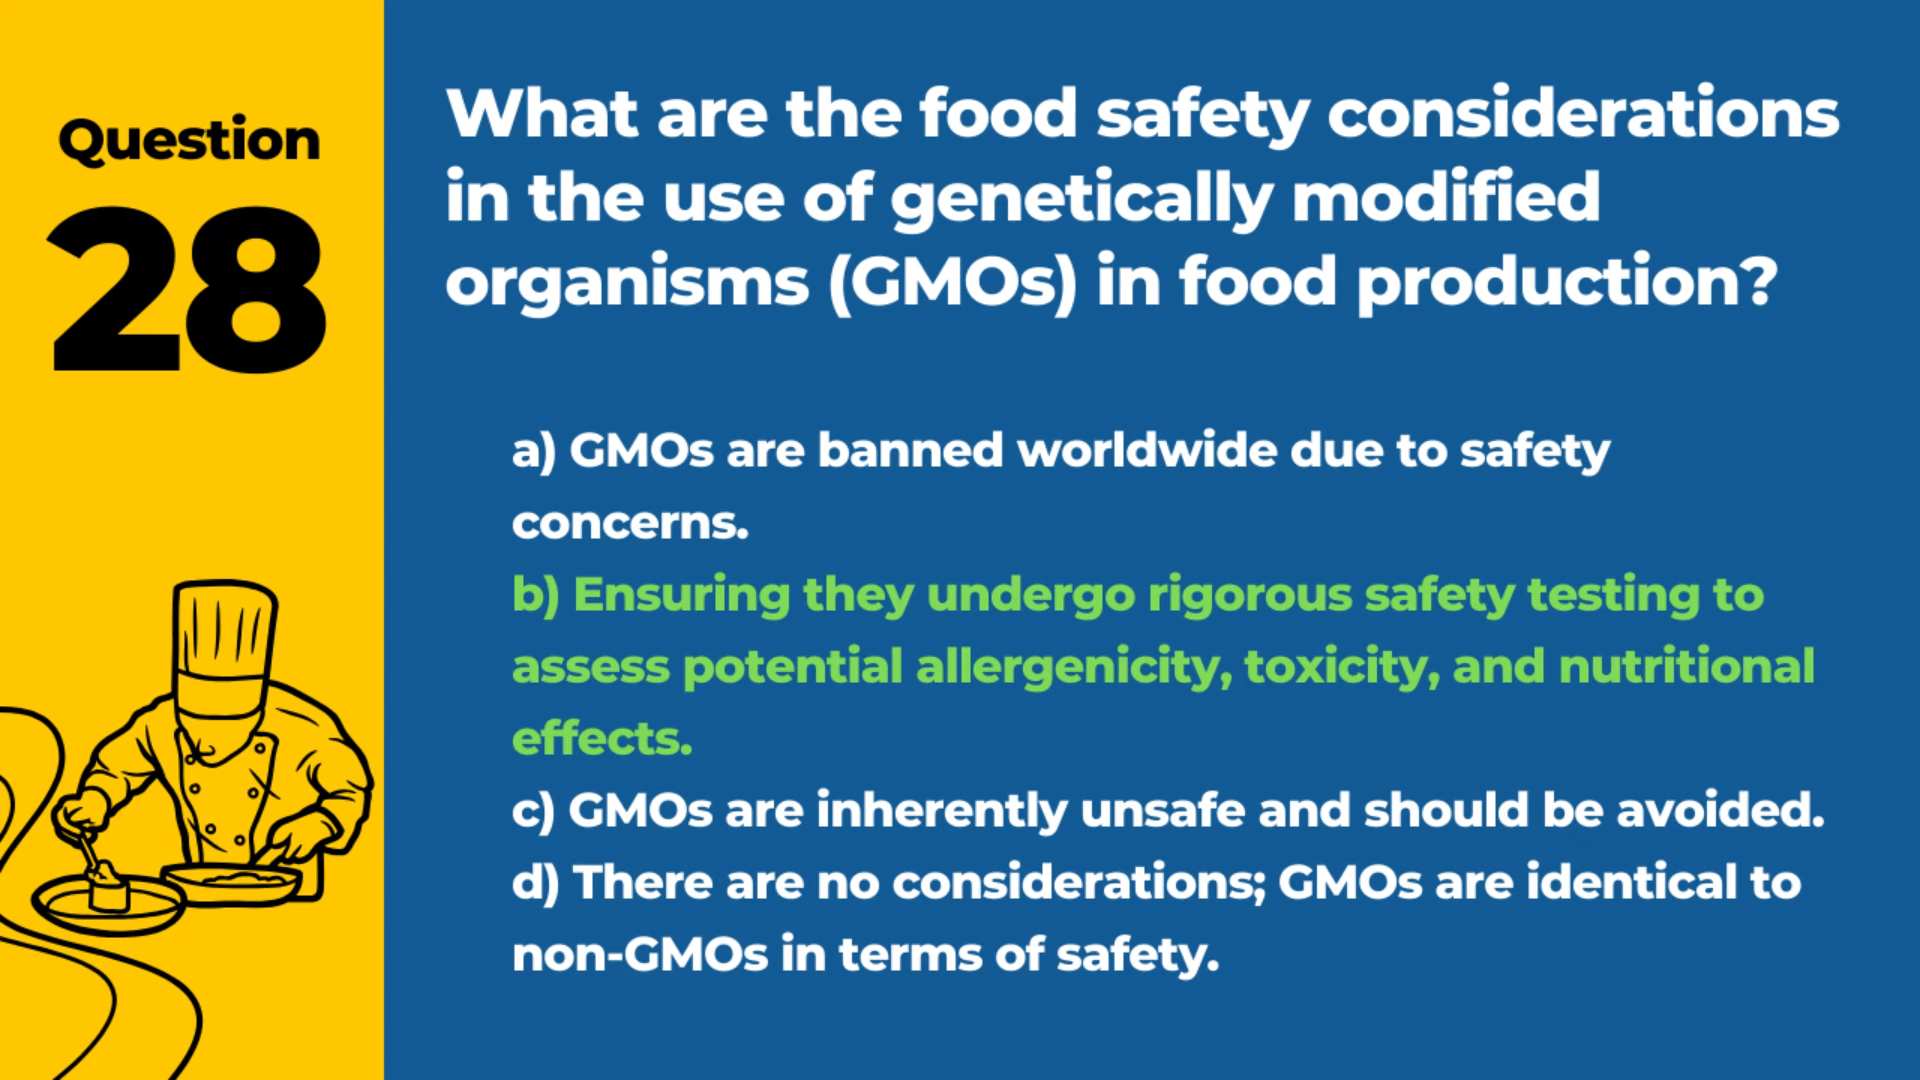 Question
28
What are the food safety considerations
in the use of genetically modified
organisms (GMOs) in food production?
a) GMOs are banned worldwide due to safety
concerns.
b) Ensuring they undergo rigorous safety testing to
assess potential allergenicity, toxicity, and nutritional
effects.
c) GMOs are inherently unsafe and should be avoided.
d) There are no considerations; GMOs are identical to
non-GMOs in terms of safety.